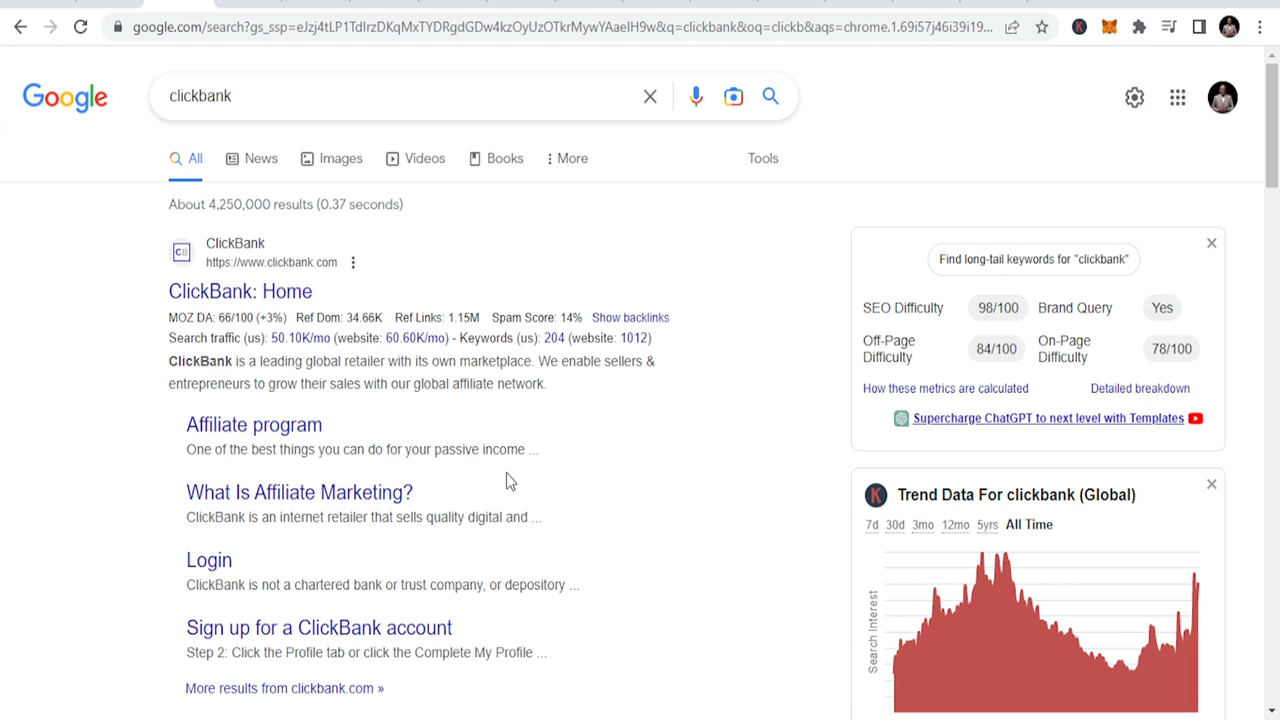 google.com/search?gs_ssp=eJzj4tLP1TdIrzDKqMxTYDRgdGDw4kzOyUzOTkrMywYAaeIH9w&q=clickbank&oq=clickb&aqs=chrome.1.69i57j46i39i19...
Google
clickbank
All
News
Images
Videos
Books
More
Tools
About 4,250,000 results (0.37 seconds)
CB
ClickBank
https://www.clickbank.com
ClickBank: Home
MOZ DA: 66/100 (+3%) Ref Dom: 34.66K Ref Links: 1.15M Spam Score: 14% Show backlinks
Search traffic (us): 50.10K/mo (website: 60.60K/mo) - Keywords (us): 204 (website: 1012)
ClickBank is a leading global retailer with its own marketplace. We enable sellers &
entrepreneurs to grow their sales with our global affiliate network.
Affiliate program
One of the best things you can do for your passive income ...
What Is Affiliate Marketing?
ClickBank is an internet retailer that sells quality digital and ...
Login
ClickBank is not a chartered bank or trust company, or depository ...
Sign up for a ClickBank account
Step 2: Click the Profile tab or click the Complete My Profile ...
More results from clickbank.com »
Find long-tail keywords for "clickbank"
SEO Difficulty 98/100 Brand Query Yes
Off-Page
Difficulty
84/100
On-Page
Difficulty
78/100
How these metrics are calculated
Detailed breakdown
Supercharge ChatGPT to next level with Templates
K
Trend Data For clickbank (Global)
7d 30d 3mo 12mo 5yrs All Time
Search Interest